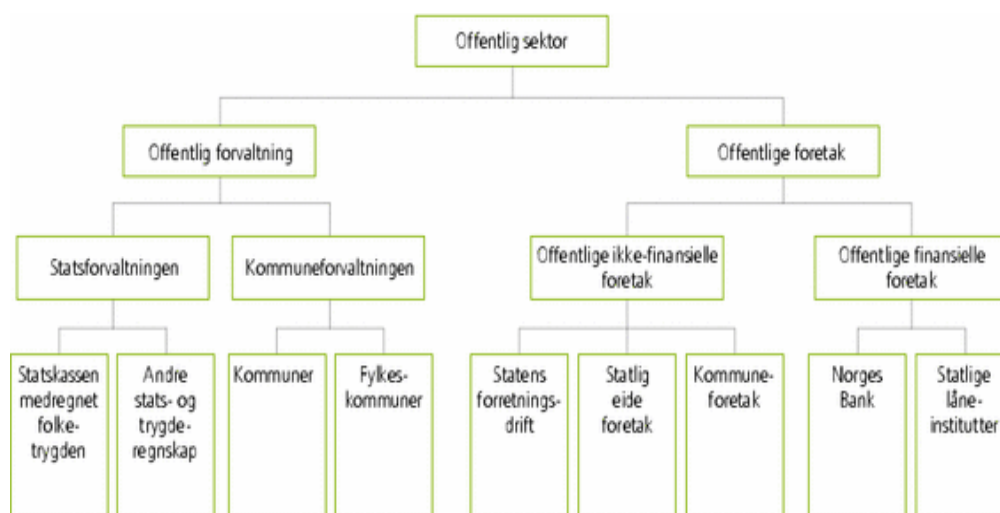 Offentlig sektor
Offentlig forvaltning
Offentlige foretak
Statsforvaltningen
Kommuneforvaltningen
Offentlige ikke-finansielle
foretak
Offentlige finansielle
foretak
Statskassen
medregnet
folke-
trygden
Andre
stats- og
trygde-
regnskap
Kommuner
Fylkes-
kommuner
Statens
forretnings-
drift
Statlig
eide
foretak
Kommune-
foretak
Norges
Bank
Statlige
låne-
institutter